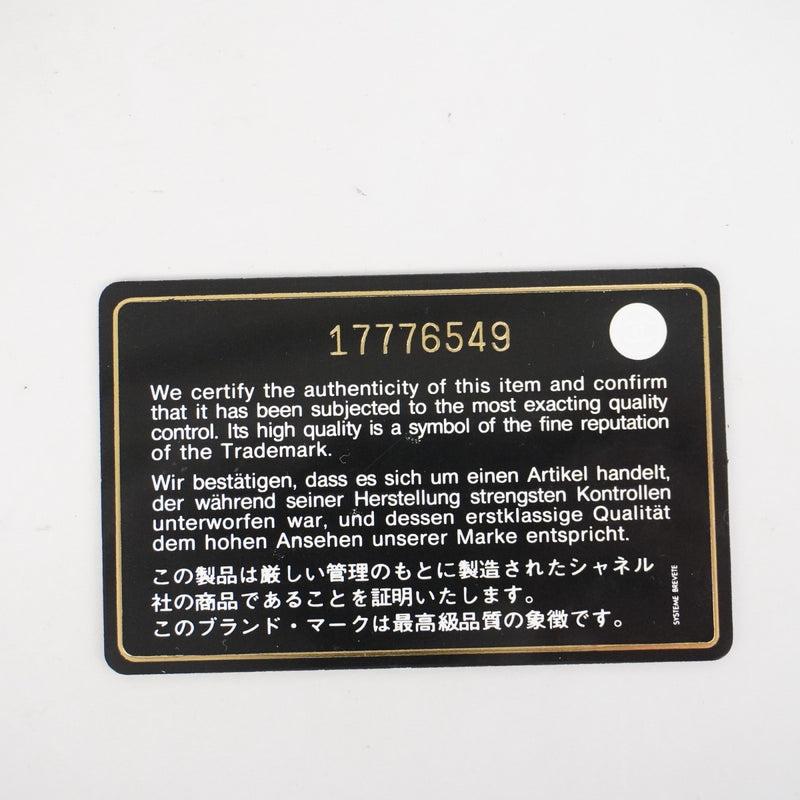 17776549
We certify the authenticity of this item and confirm
that it has been subjected to the most exacting quality
control. Its high quality is a symbol of the fine reputation
of the Trademark.
Wir bestätigen, dass es sich um einen Artikel handelt,
der während seiner Herstellung strengsten Kontrollen
unterworfen war, und dessen erstklassige Qualität
dem hohen Ansehen unserer Marke entspricht.
この製品は厳しい管理のもとに製造されたシャネル
社の商品であることを証明いたします。
このブランド・マークは最高級品質の象徴です。
SYSTEME BREVETE